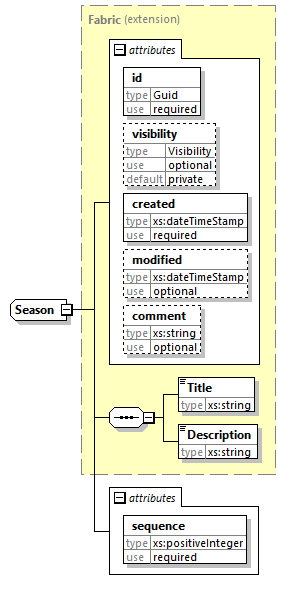 Fabric (extension)
attributes
id
type Guid
use required
visibility
type Visibility
use optional
default private
created
type xs:dateTimeStamp
use required
modified
type xs:dateTimeStamp
use optional
comment
type xs:string
use optional
Season
Title
type xs:string
Description
type xs:string
attributes
sequence
type xs:positiveInteger
use required